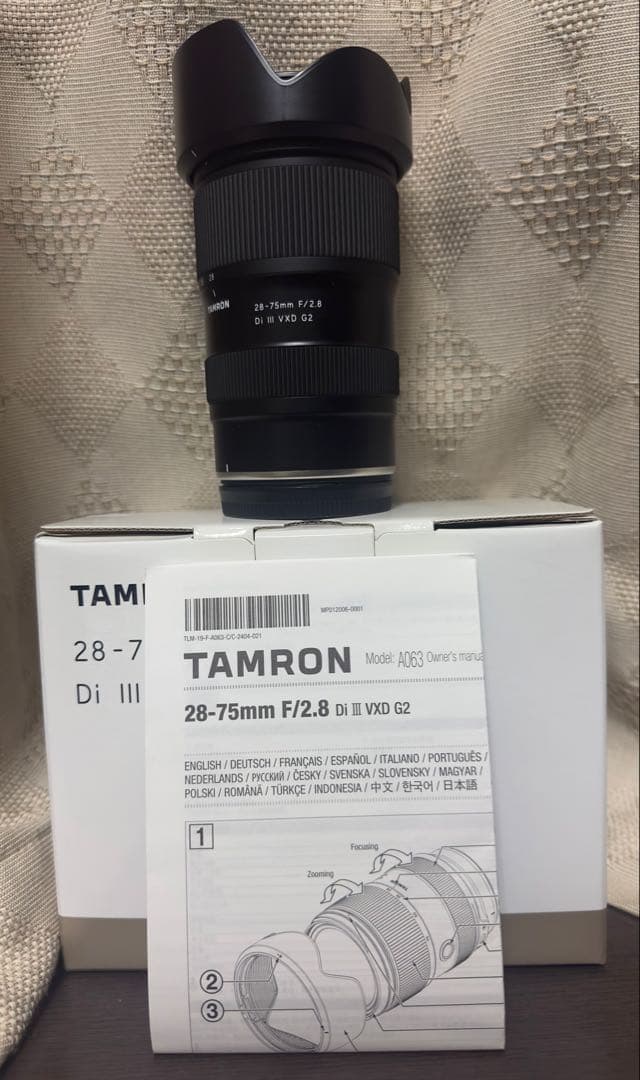 28
TAMRON
28-75mm F/2.8
Di III VXD G2
TAM
28-7
Di III
MP012006-0001
TLM-19-F-A063-C/C-2404-021
TAMRON Model: A063 Owner's manua
28-75mm F/2.8 Di III VXD G2
ENGLISH / DEUTSCH / FRANÇAIS / ESPAÑOL / ITALIANO / PORTUGUÊS /
NEDERLANDS / РУССКИЙ / ČESKY / SVENSKA / SLOVENSKY / MAGYAR /
POLSKI / ROMÂNĂ / TÜRKÇE / INDONESIA / 中文 / 한국어 / 日本語
1
Focusing
Zooming
2
3